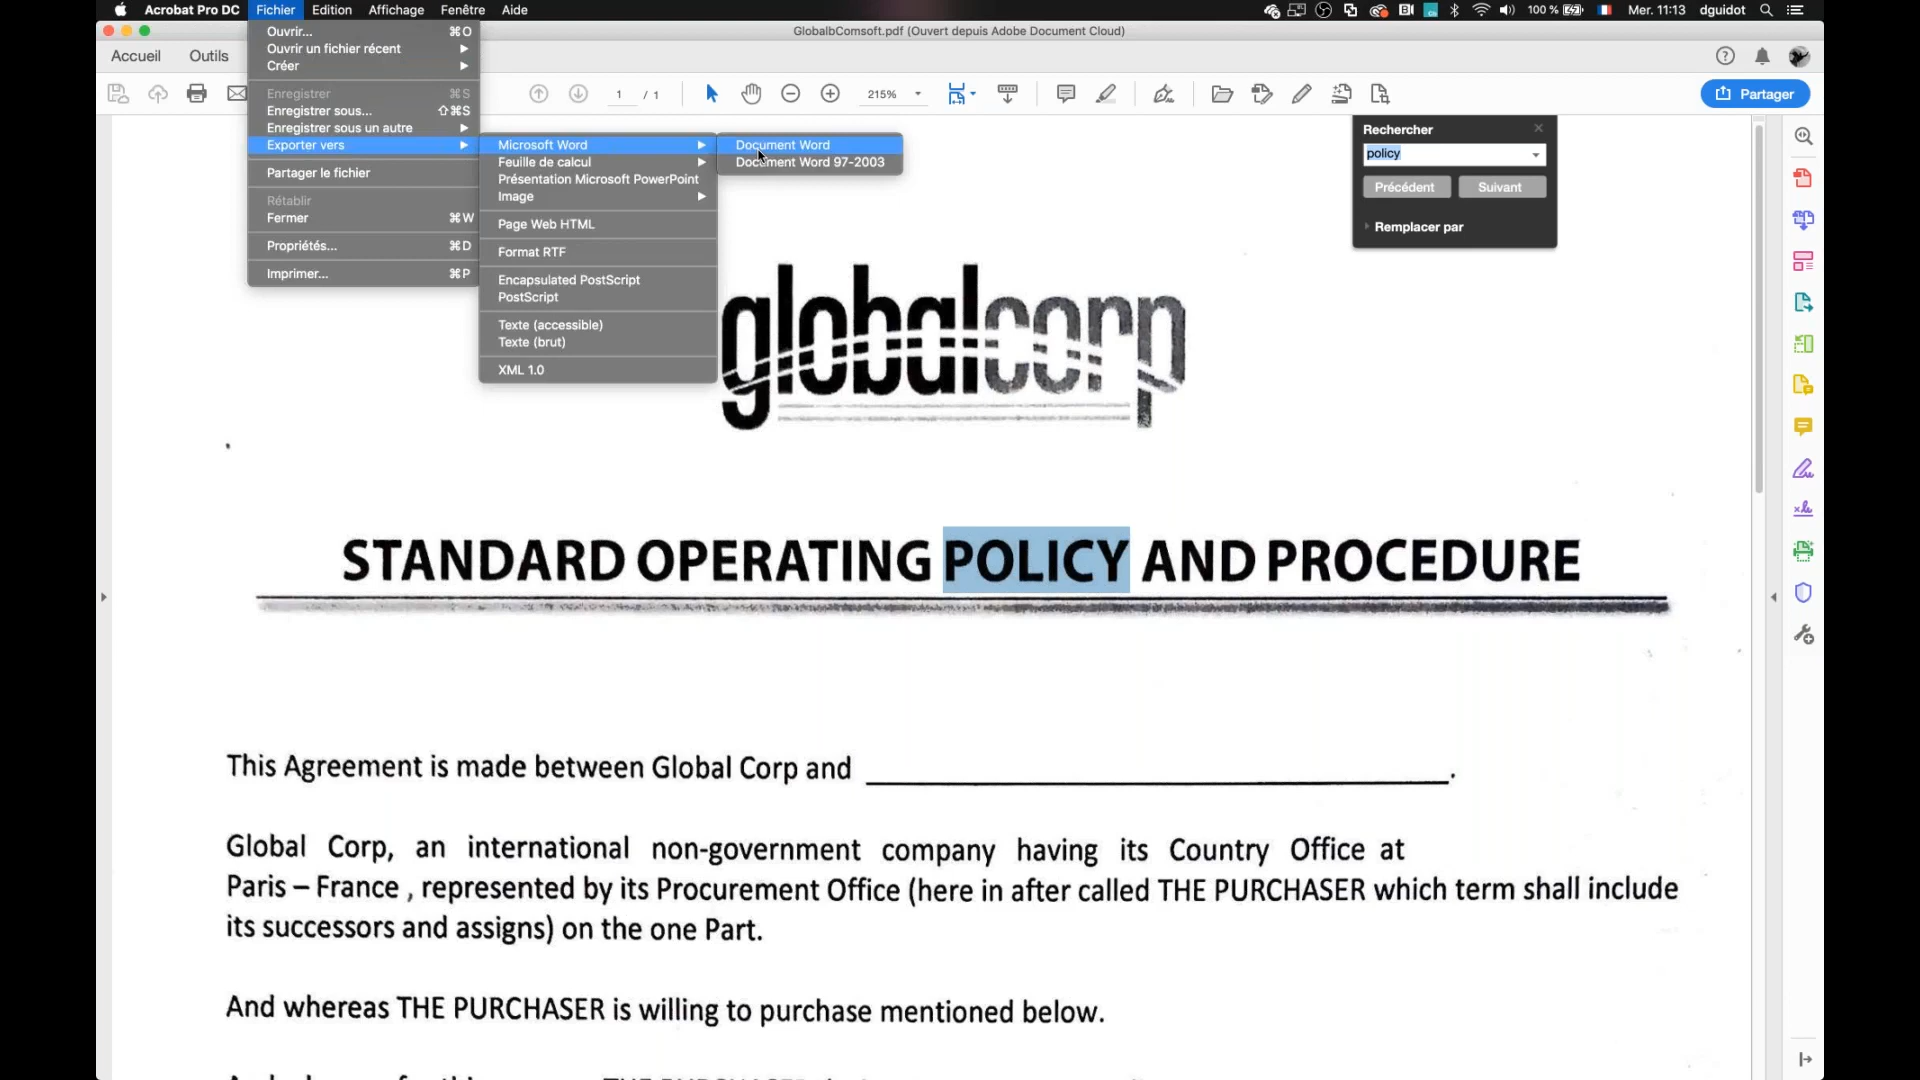 Acrobat Pro DC Fichier Edition Affichage Fenêtre Aide
100 % Mer. 11:13 dguidot
GlobalbComsoft.pdf (Ouvert depuis Adobe Document Cloud)
Accueil Outils
1 / 1
215%
Partager
Ouvrir... ⌘O
Ouvrir un fichier récent
Créer
Enregistrer ⌘S
Enregistrer sous... ⇧⌘S
Enregistrer sous un autre
Exporter vers
Partager le fichier
Rétablir
Fermer ⌘W
Propriétés... ⌘D
Imprimer... ⌘P
Microsoft Word
Feuille de calcul
Présentation Microsoft PowerPoint
Image
Page Web HTML
Format RTF
Encapsulated PostScript
PostScript
Texte (accessible)
Texte (brut)
XML 1.0
Document Word
Document Word 97-2003
Rechercher
policy
Précédent Suivant
Remplacer par
globalcorp
STANDARD OPERATING POLICY AND PROCEDURE
This Agreement is made between Global Corp and ____________________.
Global Corp, an international non-government company having its Country Office at
Paris – France , represented by its Procurement Office (here in after called THE PURCHASER which term shall include
its successors and assigns) on the one Part.
And whereas THE PURCHASER is willing to purchase mentioned below.